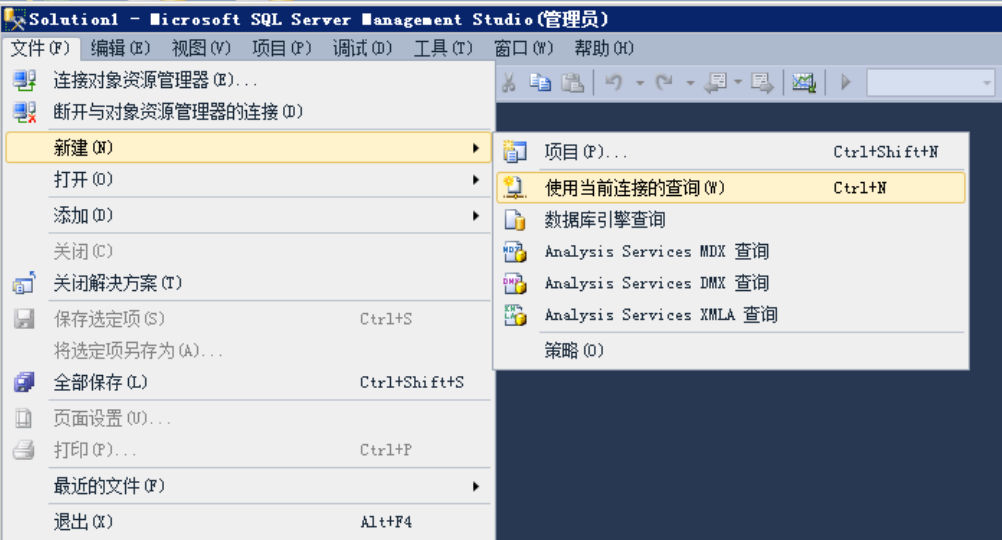 Solution1 - Microsoft SQL Server Management Studio(管理员)
文件(F) 编辑(E) 视图(V) 项目(P) 调试(D) 工具(T) 窗口(W) 帮助(H)
连接对象资源管理器(E)...
断开与对象资源管理器的连接(D)
新建(N)
打开(O)
添加(D)
关闭(C)
关闭解决方案(T)
保存选定项(S) Ctrl+S
将选定项另存为(A)...
全部保存(L) Ctrl+Shift+S
页面设置(U)...
打印(P)... Ctrl+P
最近的文件(F)
退出(X) Alt+F4
项目(P)... Ctrl+Shift+N
使用当前连接的查询(W) Ctrl+N
数据库引擎查询
Analysis Services MDX 查询
Analysis Services DMX 查询
Analysis Services XMLA 查询
策略(O)